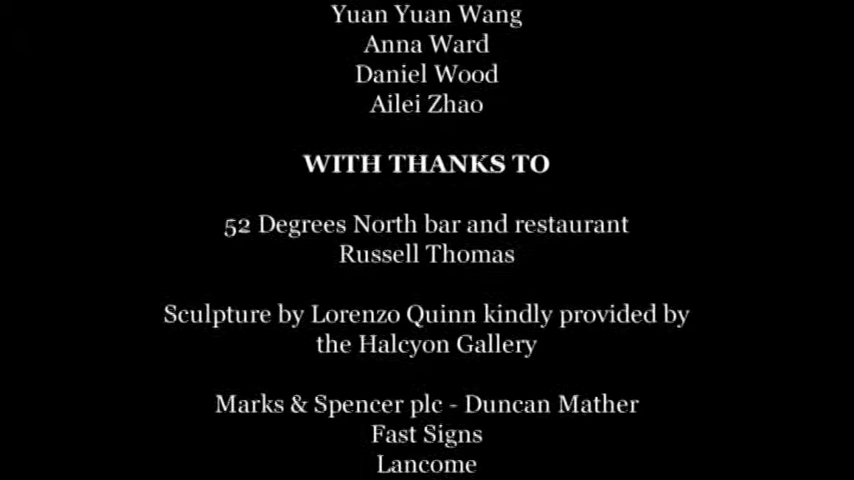 Yuan Yuan Wang
Anna Ward
Daniel Wood
Ailei Zhao
WITH THANKS TO
52 Degrees North bar and restaurant
Russell Thomas
Sculpture by Lorenzo Quinn kindly provided by
the Halcyon Gallery
Marks & Spencer plc - Duncan Mather
Fast Signs
Lancome